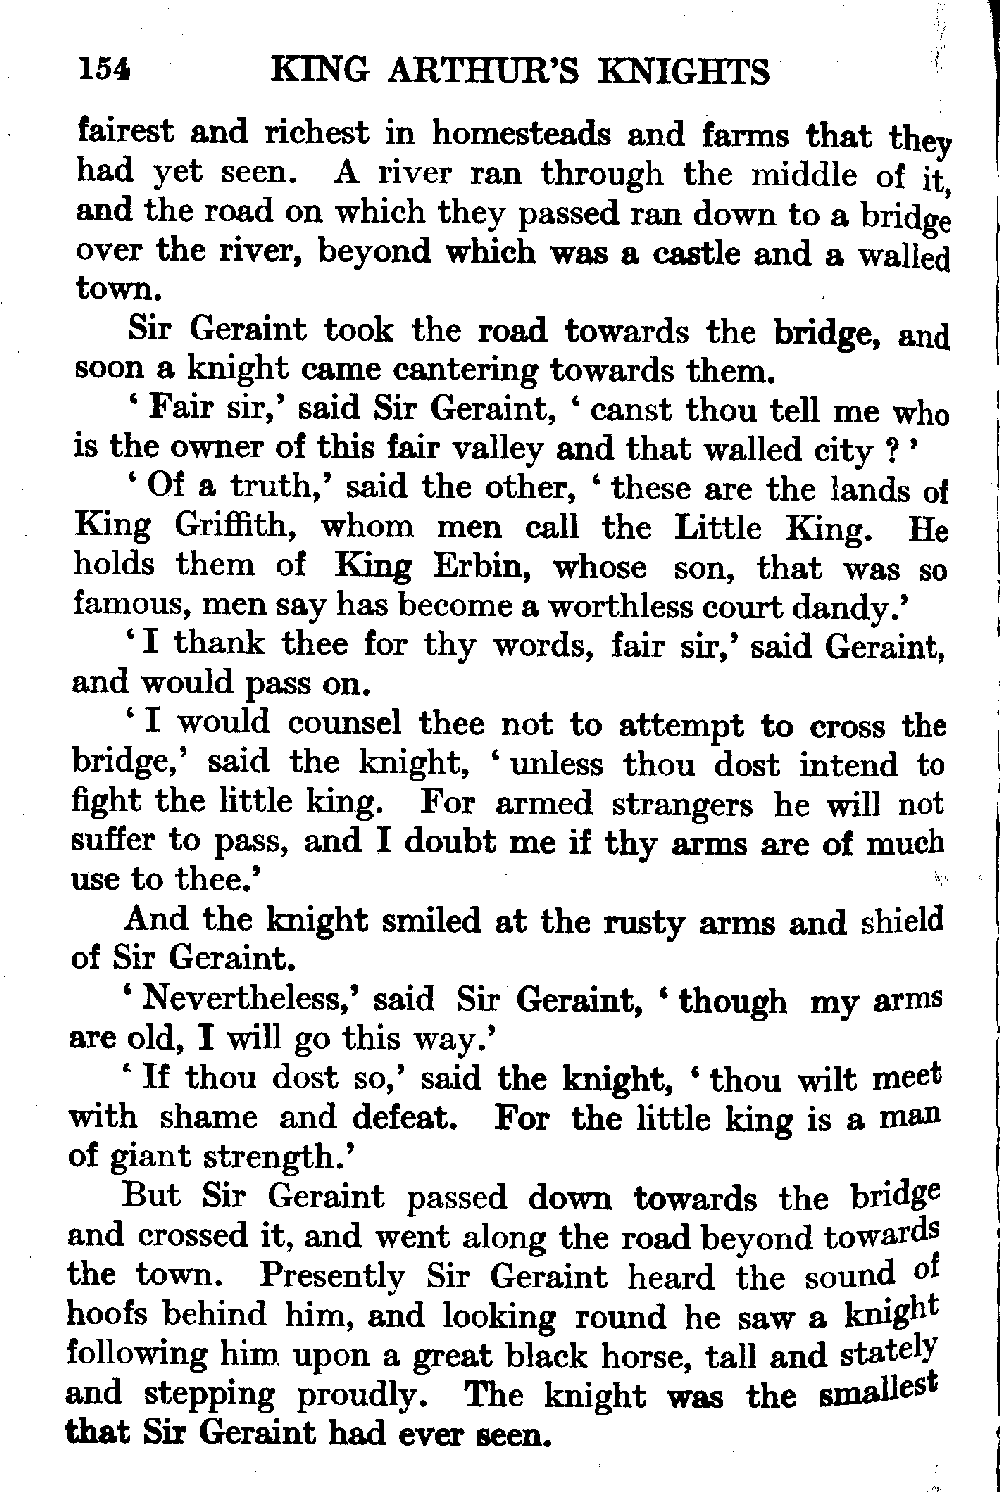 154 KING ARTHUR'S KNIGHTS
fairest and richest in homesteads and farms that they
had yet seen. A river ran through the middle of it,
and the road on which they passed ran down to a bridge
over the river, beyond which was a castle and a walled
town.
Sir Geraint took the road towards the bridge, and
soon a knight came cantering towards them.
‘ Fair sir,’ said Sir Geraint, ‘ canst thou tell me who
is the owner of this fair valley and that walled city ? ’
‘ Of a truth,’ said the other, ‘ these are the lands of
King Griffith, whom men call the Little King. He
holds them of King Erbin, whose son, that was so
famous, men say has become a worthless court dandy.’
‘ I thank thee for thy words, fair sir,’ said Geraint,
and would pass on.
‘ I would counsel thee not to attempt to cross the
bridge,’ said the knight, ‘ unless thou dost intend to
fight the little king. For armed strangers he will not
suffer to pass, and I doubt me if thy arms are of much
use to thee.’
And the knight smiled at the rusty arms and shield
of Sir Geraint.
‘ Nevertheless,’ said Sir Geraint, ‘ though my arms
are old, I will go this way.’
‘ If thou dost so,’ said the knight, ‘ thou wilt meet
with shame and defeat. For the little king is a man
of giant strength.’
But Sir Geraint passed down towards the bridge
and crossed it, and went along the road beyond towards
the town. Presently Sir Geraint heard the sound of
hoofs behind him, and looking round he saw a knight
following him upon a great black horse, tall and stately
and stepping proudly. The knight was the smallest
that Sir Geraint had ever seen.